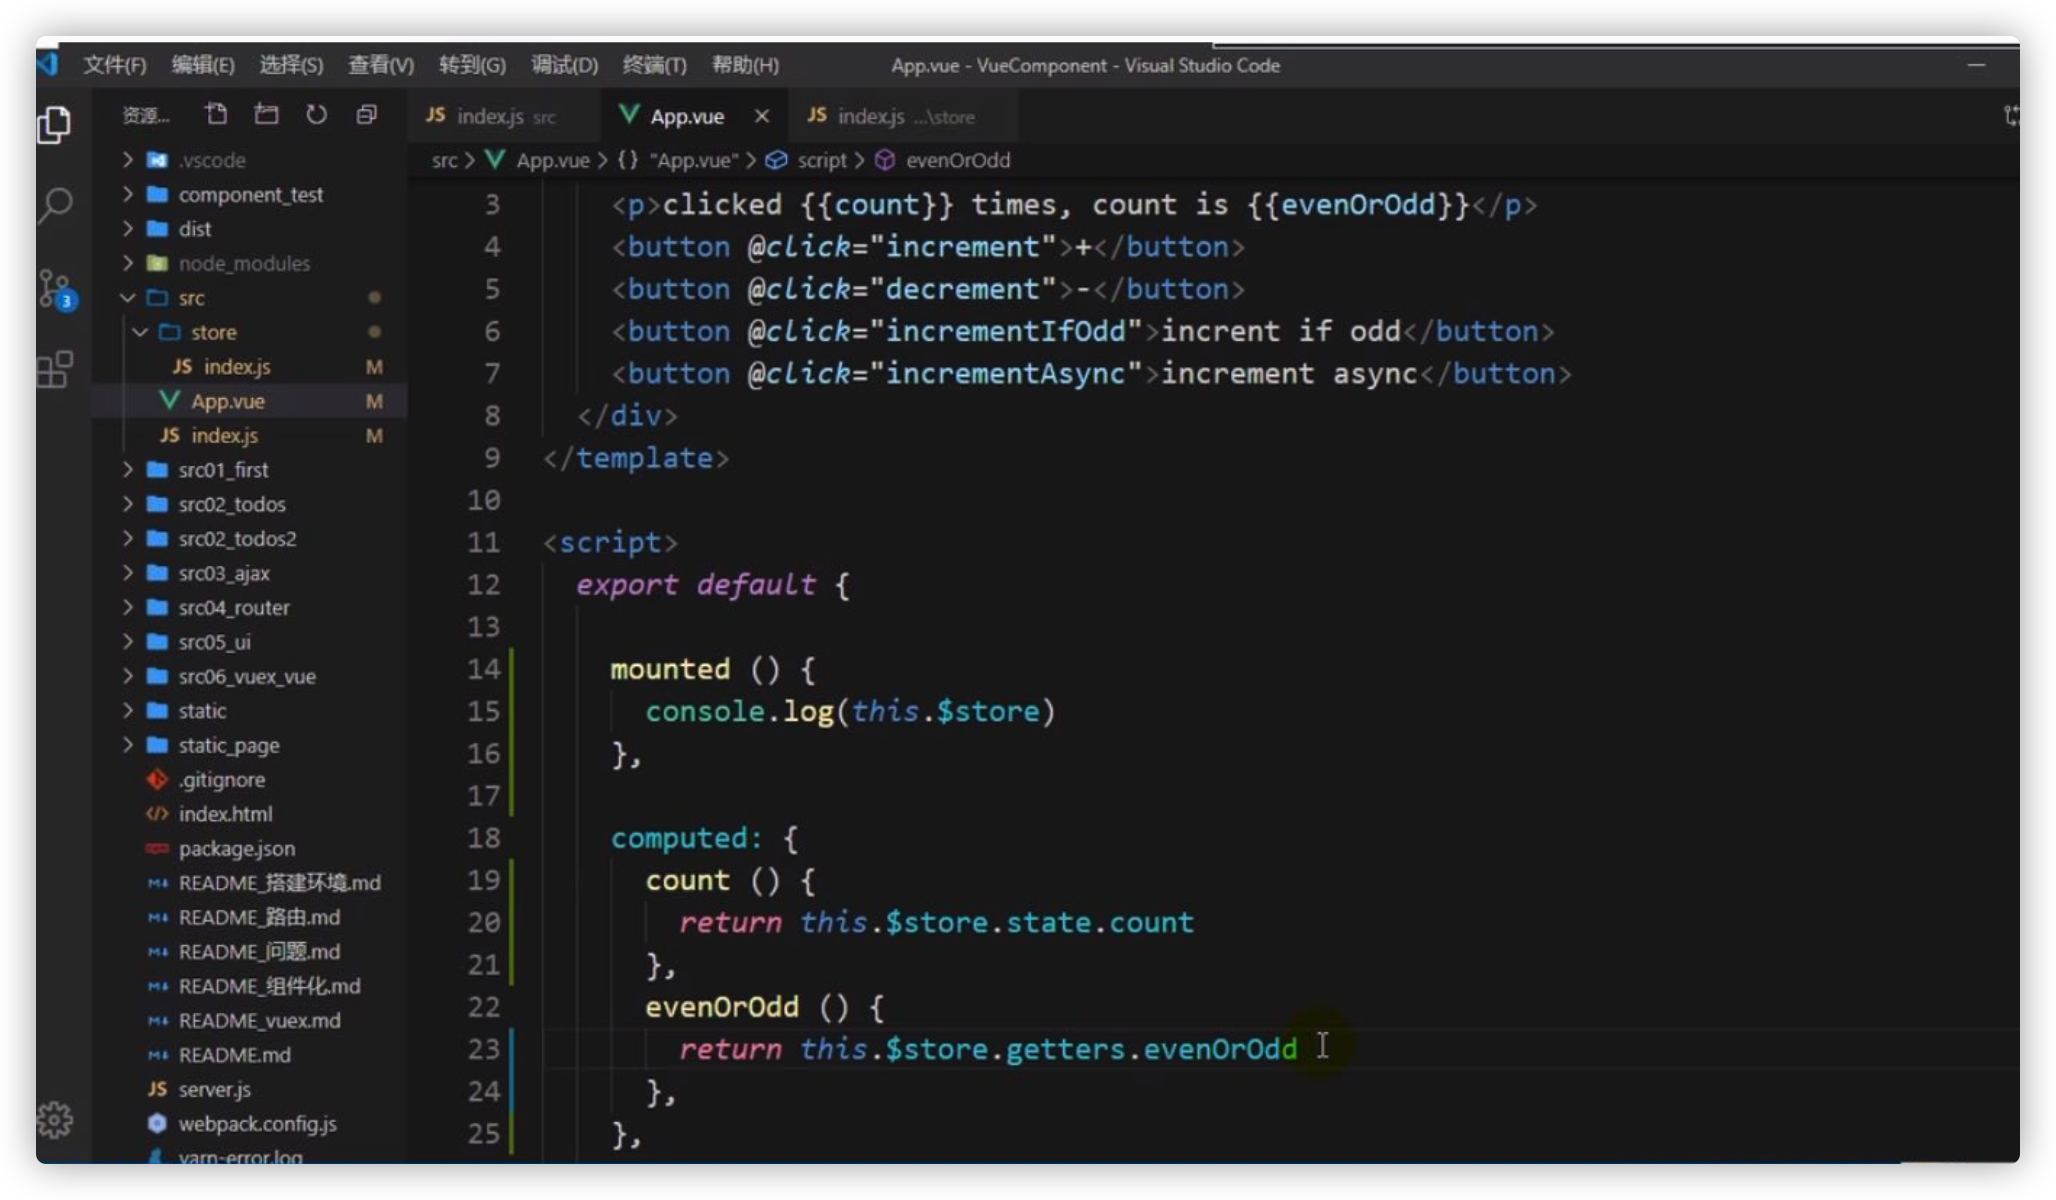 文件(F) 编辑(E) 选择(S) 查看(V) 转到(G) 调试(D) 终端(T) 帮助(H) App.vue - VueComponent - Visual Studio Code
资源... JS index.js src App.vue JS index.js ...\store
src > App.vue > {} "App.vue" > script > evenOrOdd
.vscode
component_test
dist
node_modules
src
store
JS index.js M
App.vue M
JS index.js M
src01_first
src02_todos
src02_todos2
src03_ajax
src04_router
src05_ui
src06_vuex_vue
static
static_page
.gitignore
index.html
package.json
README_搭建环境.md
README_路由.md
README_问题.md
README_组件化.md
README_vuex.md
README.md
JS server.js
webpack.config.js
yarn-error.log
3
3 <p>clicked {{count}} times, count is {{evenOrOdd}}</p>
4 <button @click="increment">+</button>
5 <button @click="decrement">-</button>
6 <button @click="incrementIfOdd">incrent if odd</button>
7 <button @click="incrementAsync">increment async</button>
8 </div>
9 </template>
10
11 <script>
12 export default {
13
14 mounted () {
15 console.log(this.$store)
16 },
17
18 computed: {
19 count () {
20 return this.$store.state.count
21 },
22 evenOrOdd () {
23 return this.$store.getters.evenOrOdd
24 },
25 },